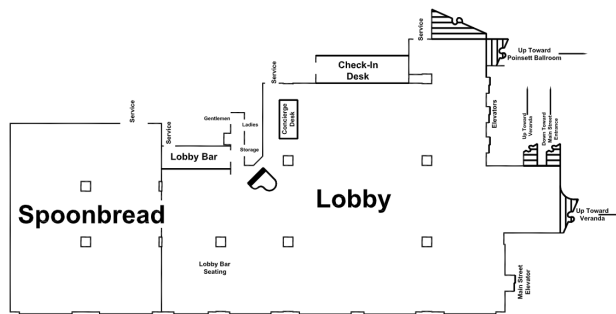 Service
Up Toward
Poinsett Ballroom
Check-In
Desk
Service
Elevators
Up Toward
Veranda
Down Toward
Main Street
Entrance
Service
Service
Gentlemen
Ladies
Concierge
Desk
Storage
Lobby Bar
Spoonbread
Lobby
Up Toward
Veranda
Lobby Bar
Seating
Main Street
Elevator